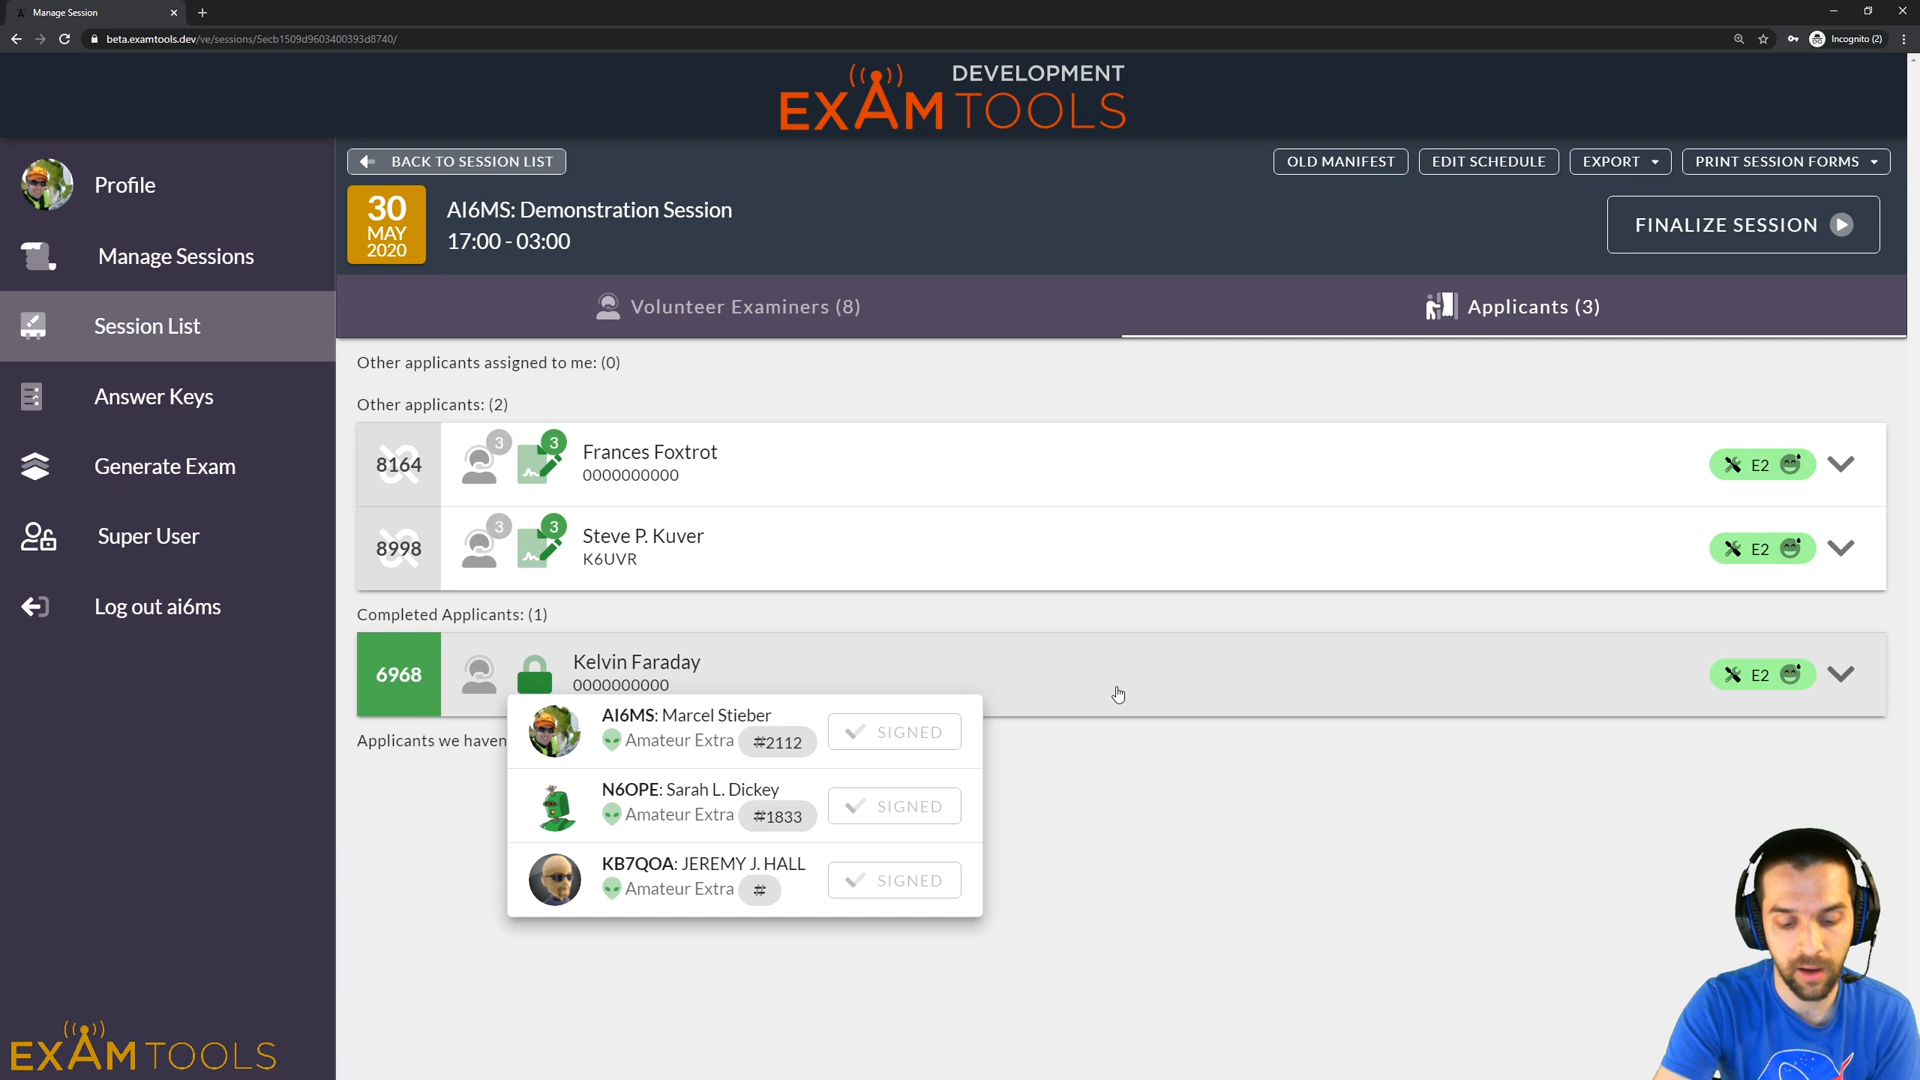 Manage Session
beta.examtools.dev/ve/sessions/5ecb1509d9603400393d8740/
Incognito (2)
DEVELOPMENT
EXAMTOOLS
Profile
Manage Sessions
Session List
Answer Keys
Generate Exam
Super User
Log out ai6ms
EXAMTOOLS
BACK TO SESSION LIST
OLD MANIFEST
EDIT SCHEDULE
EXPORT
PRINT SESSION FORMS
30
MAY
2020
AI6MS: Demonstration Session
17:00 - 03:00
FINALIZE SESSION
Volunteer Examiners (8)
Applicants (3)
Other applicants assigned to me: (0)
Other applicants: (2)
8164
3
3
Frances Foxtrot
0000000000
E2
8998
3
3
Steve P. Kuver
K6UVR
E2
Completed Applicants: (1)
6968
Kelvin Faraday
0000000000
E2
Applicants we haven
AI6MS: Marcel Stieber
Amateur Extra #2112
SIGNED
N6OPE: Sarah L. Dickey
Amateur Extra #1833
SIGNED
KB7QOA: JEREMY J. HALL
Amateur Extra #
SIGNED